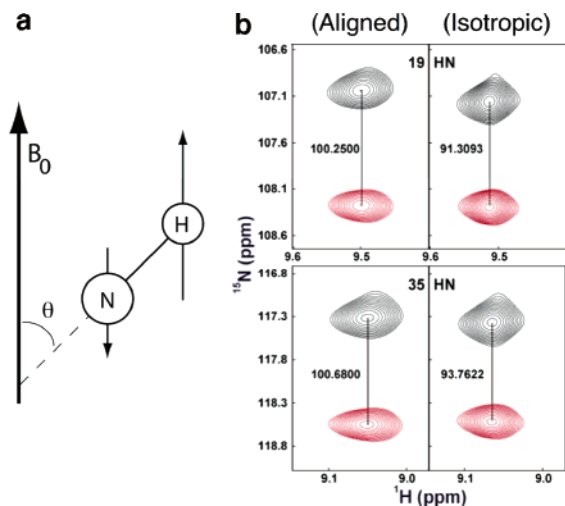 a
B0
θ
N
H
b
(Aligned)
(Isotropic)
106.6
107.1
107.6
108.1
108.6
19
HN
100.2500
91.3093
9.6
9.5
9.6
9.5
15N (ppm)
116.8
117.3
117.8
118.3
118.8
35
HN
100.6800
93.7622
9.1
9.0
9.1
9.0
1H (ppm)